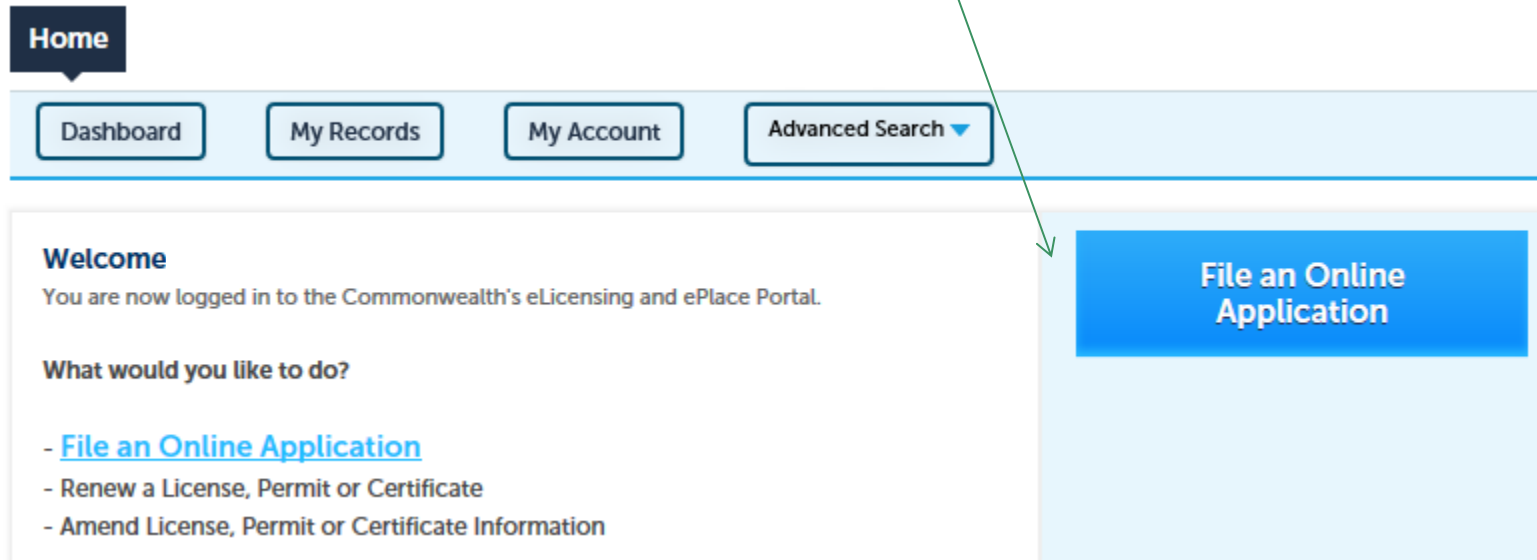 Home
Dashboard My Records My Account Advanced Search
Welcome
You are now logged in to the Commonwealth's eLicensing and ePlace Portal.
What would you like to do?
- File an Online Application
- Renew a License, Permit or Certificate
- Amend License, Permit or Certificate Information
File an Online
Application